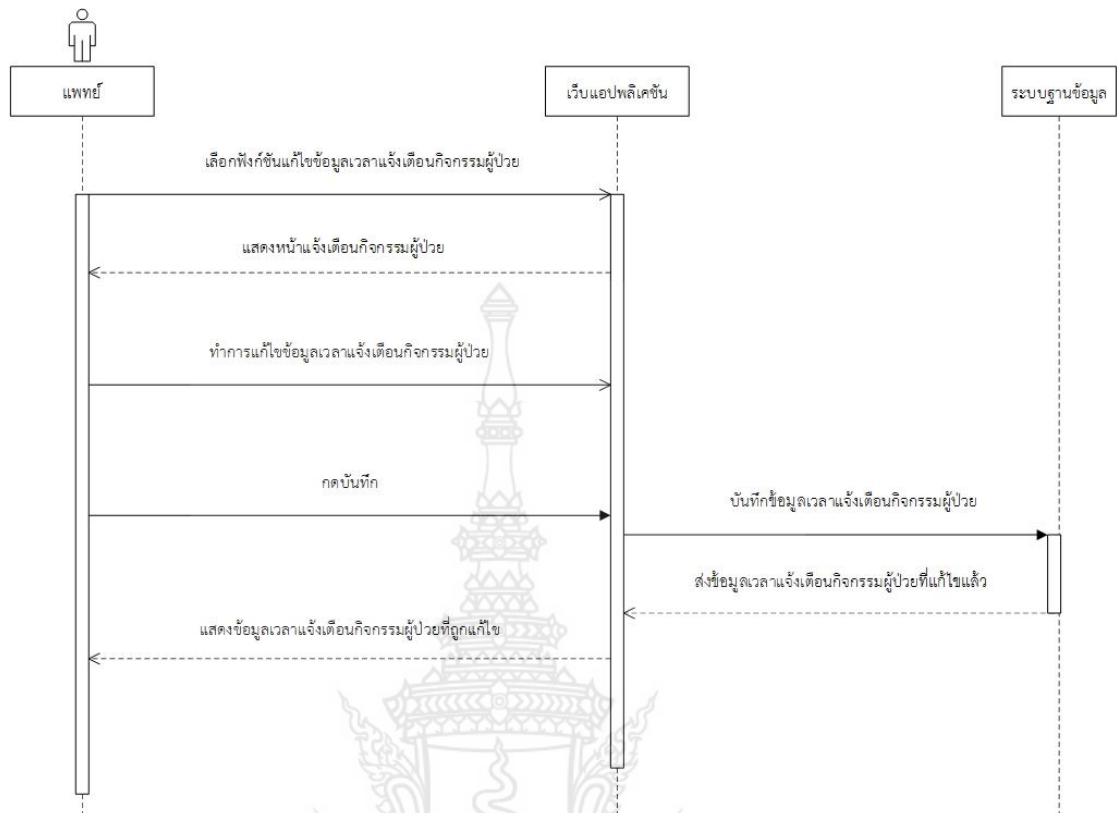 แพทย์
เว็บแอปพลิเคชัน
ระบบฐานข้อมูล
เลือกฟังก์ชันแก้ไขข้อมูลเวลาแจ้งเตือนกิจกรรมผู้ป่วย
แสดงหน้าแจ้งเตือนกิจกรรมผู้ป่วย
ทำการแก้ไขข้อมูลเวลาแจ้งเตือนกิจกรรมผู้ป่วย
กดบันทึก
บันทึกข้อมูลเวลาแจ้งเตือนกิจกรรมผู้ป่วย
ส่งข้อมูลเวลาแจ้งเตือนกิจกรรมผู้ป่วยที่แก้ไขแล้ว
แสดงข้อมูลเวลาแจ้งเตือนกิจกรรมผู้ป่วยที่ถูกแก้ไข